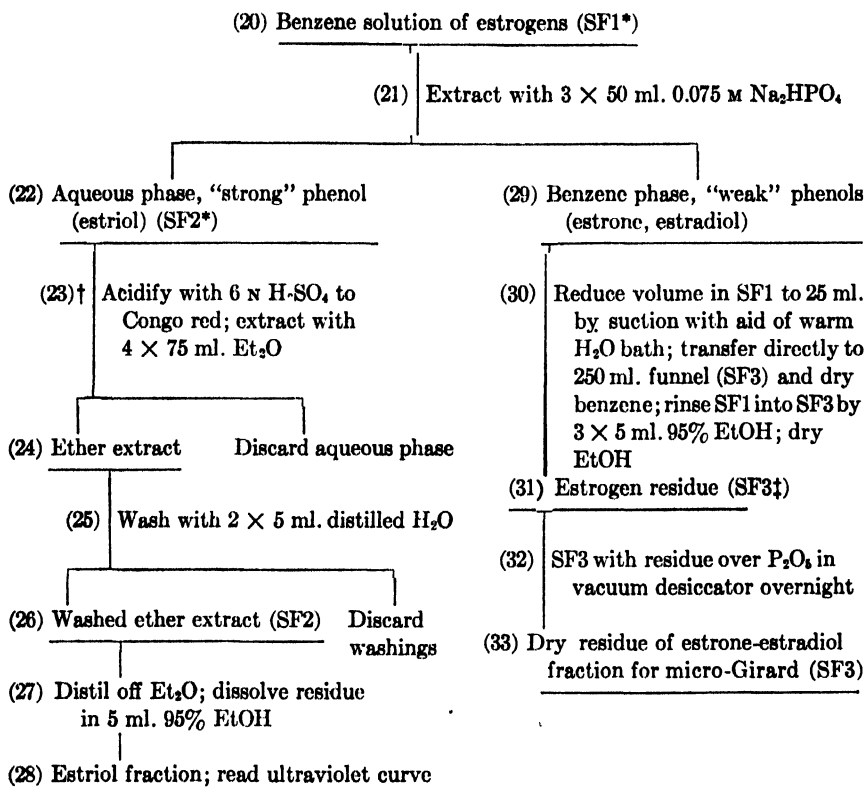 (20) Benzene solution of estrogens (SF1*)
(21) Extract with 3 × 50 ml. 0.075 M Na₂HPO₄
(22) Aqueous phase, "strong" phenol
(estriol) (SF2*)
(23)† Acidify with 6 N H₂SO₄ to
Congo red; extract with
4 × 75 ml. Et₂O
(24) Ether extract
Discard aqueous phase
(25) Wash with 2 × 5 ml. distilled H₂O
(26) Washed ether extract (SF2)
Discard
washings
(27) Distil off Et₂O; dissolve residue
in 5 ml. 95% EtOH
(28) Estriol fraction; read ultraviolet curve
(29) Benzene phase, "weak" phenols
(estrone, estradiol)
(30) Reduce volume in SF1 to 25 ml.
by suction with aid of warm
H₂O bath; transfer directly to
250 ml. funnel (SF3) and dry
benzene; rinse SF1 into SF3 by
3 × 5 ml. 95% EtOH; dry
EtOH
(31) Estrogen residue (SF3‡)
(32) SF3 with residue over P₂O₅ in
vacuum desiccator overnight
(33) Dry residue of estrone-estradiol
fraction for micro-Girard (SF3)